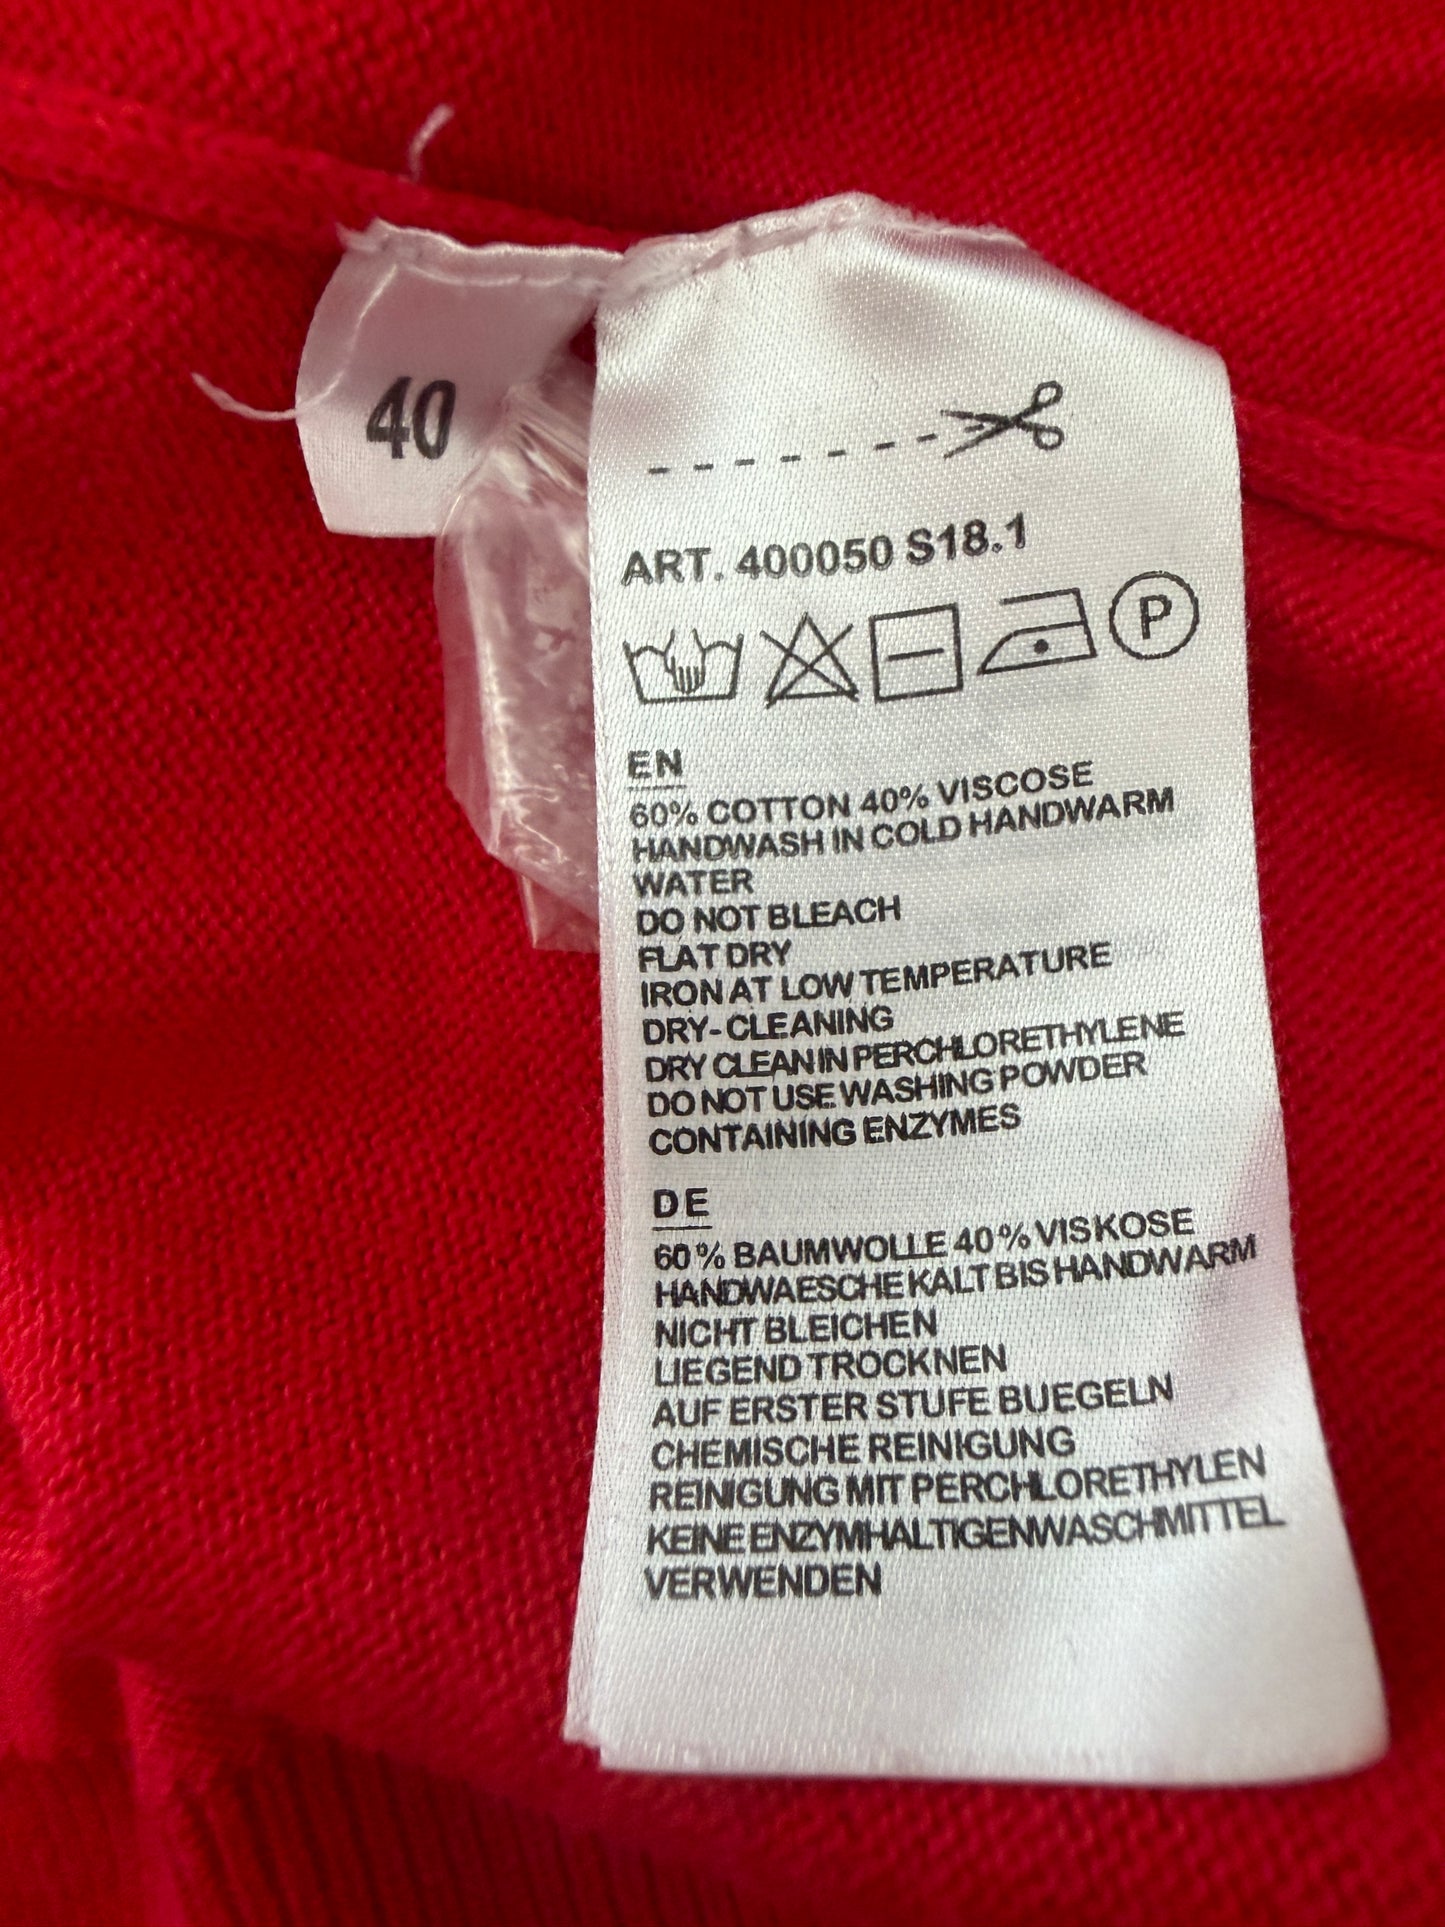 40
ART. 400050 S18.1
P
EN
60% COTTON 40% VISCOSE
HANDWASH IN COLD HANDWARM
WATER
DO NOT BLEACH
FLAT DRY
IRON AT LOW TEMPERATURE
DRY-CLEANING
DRY CLEAN IN PERCHLORETHYLENE
DO NOT USE WASHING POWDER
CONTAINING ENZYMES
DE
60% BAUMWOLLE 40% VISKOSE
HANDWAESCHE KALT BIS HANDWARM
NICHT BLEICHEN
LIEGEND TROCKNEN
AUF ERSTER STUFE BUEGELN
CHEMISCHE REINIGUNG
REINIGUNG MIT PERCHLORETHYLEN
KEINE ENZYMHALTIGEN WASCHMITTEL
VERWENDEN